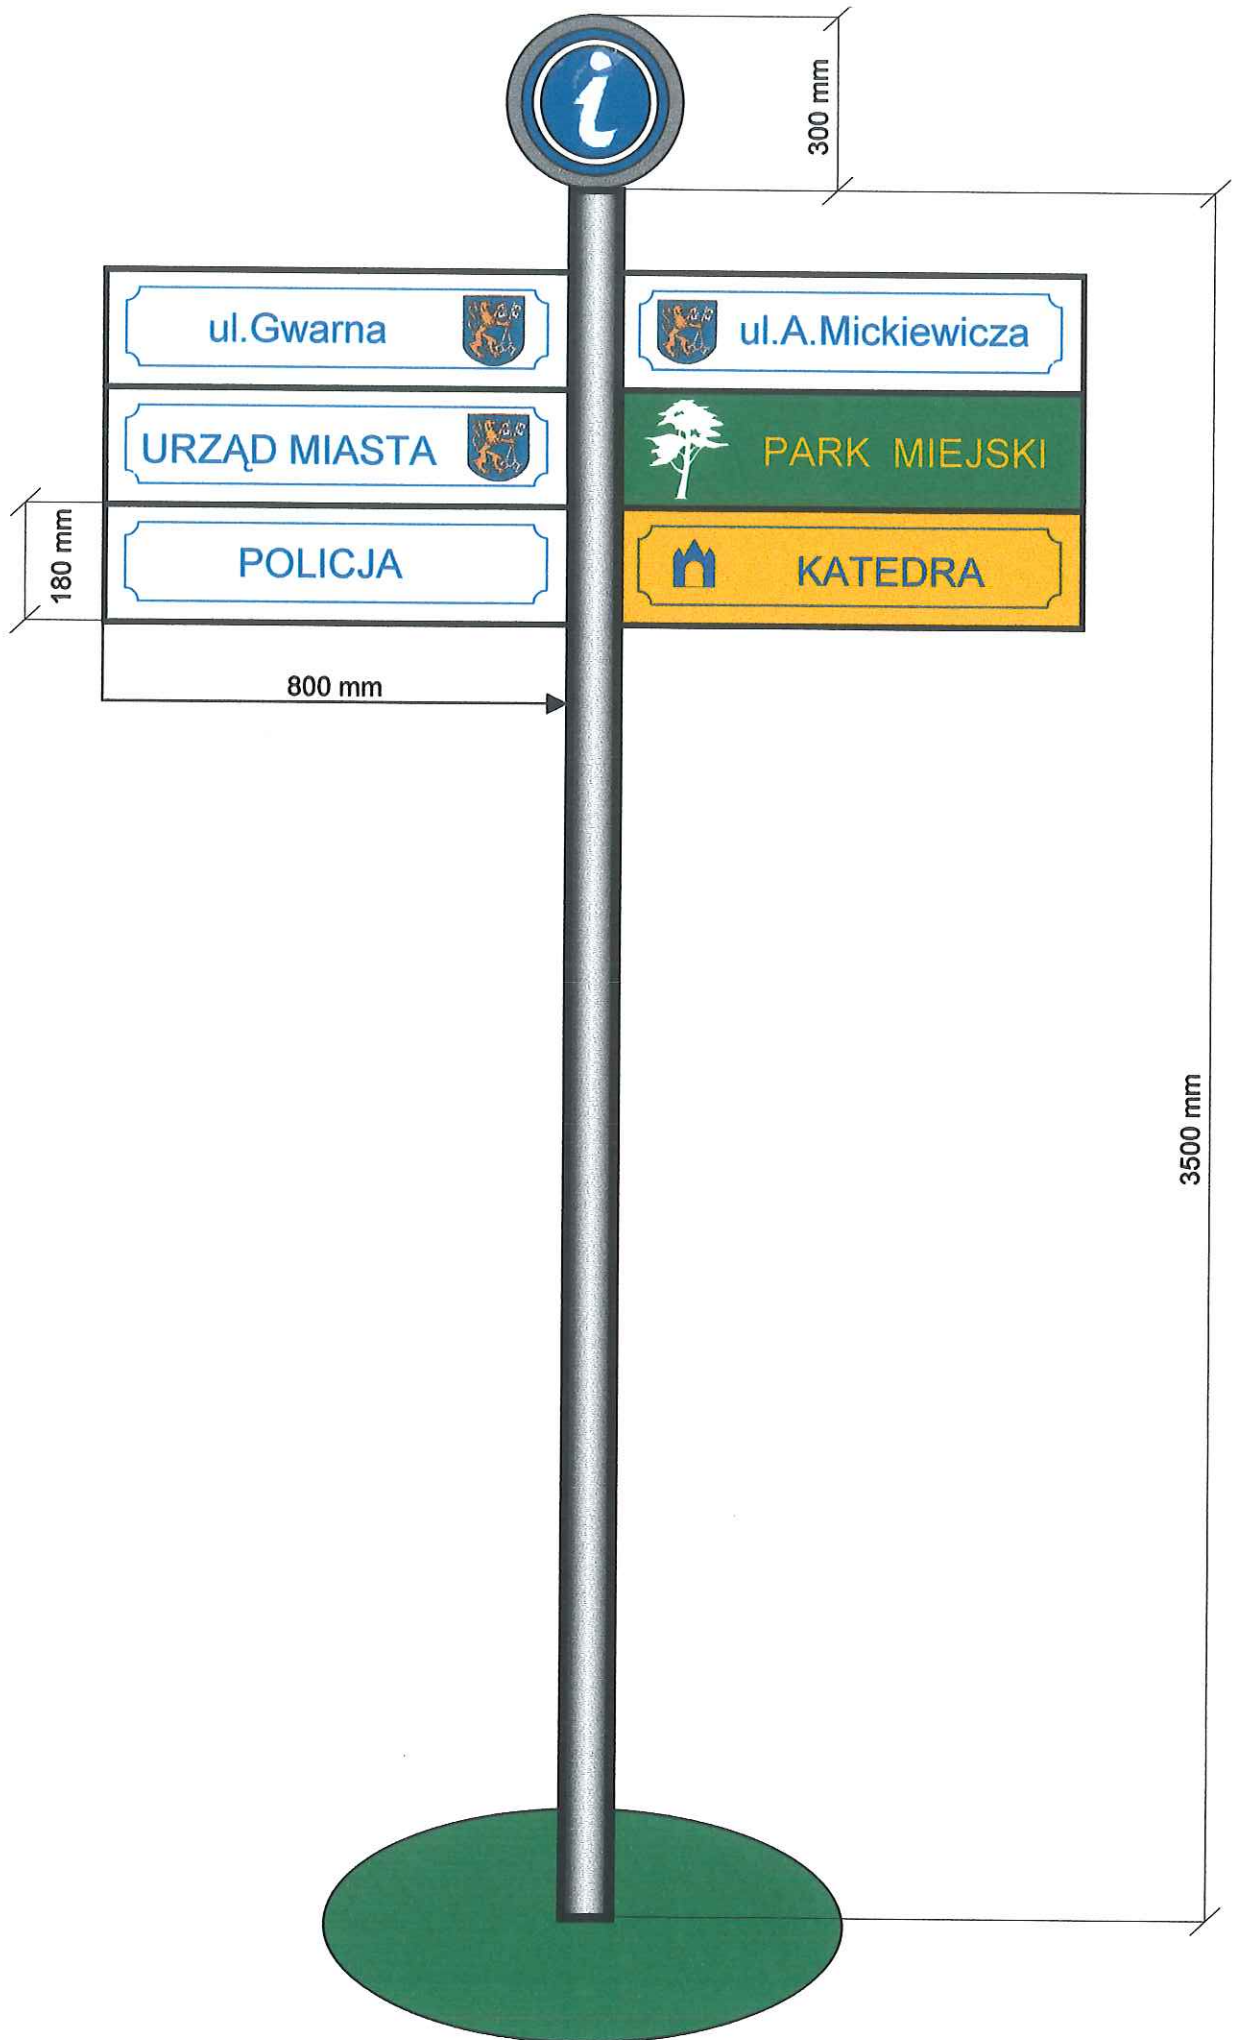 i
300 mm
ul.Gwarna
ul.A.Mickiewicza
URZĄD MIASTA
PARK MIEJSKI
180 mm
POLICJA
KATEDRA
800 mm
3500 mm